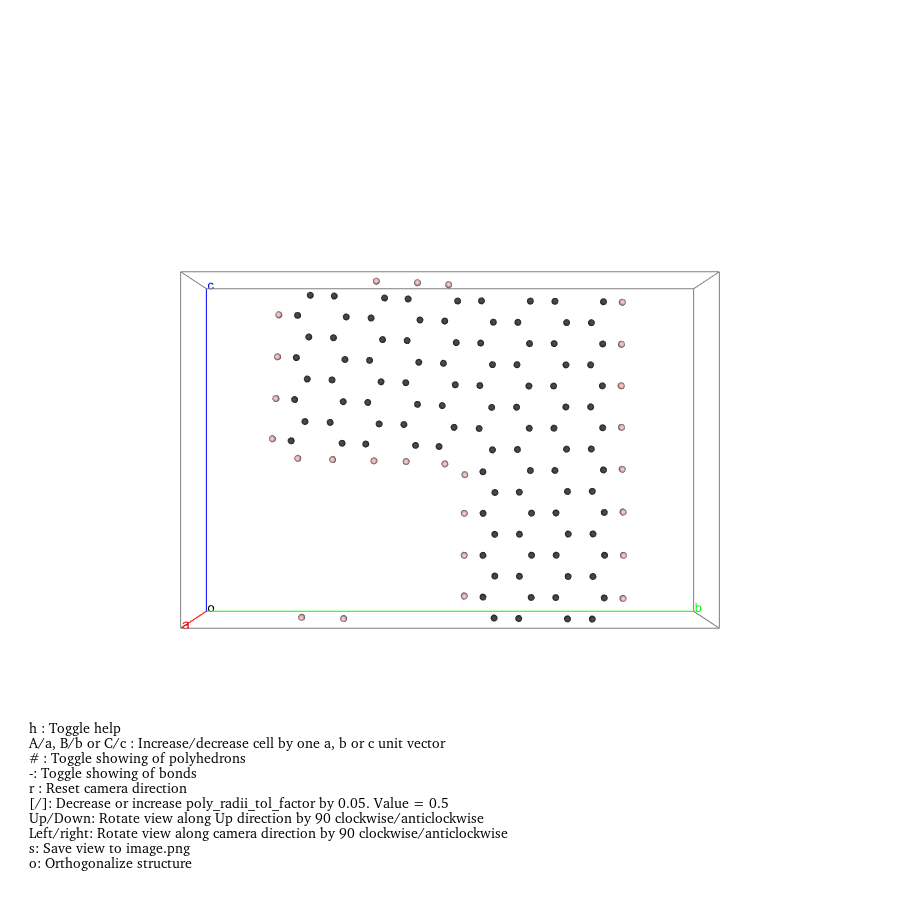 c
o
b
a
h : Toggle help
A/a, B/b or C/c : Increase/decrease cell by one a, b or c unit vector
# : Toggle showing of polyhedrons
-: Toggle showing of bonds
r : Reset camera direction
[/]: Decrease or increase poly_radii_tol_factor by 0.05. Value = 0.5
Up/Down: Rotate view along Up direction by 90 clockwise/anticlockwise
Left/right: Rotate view along camera direction by 90 clockwise/anticlockwise
s: Save view to image.png
o: Orthogonalize structure